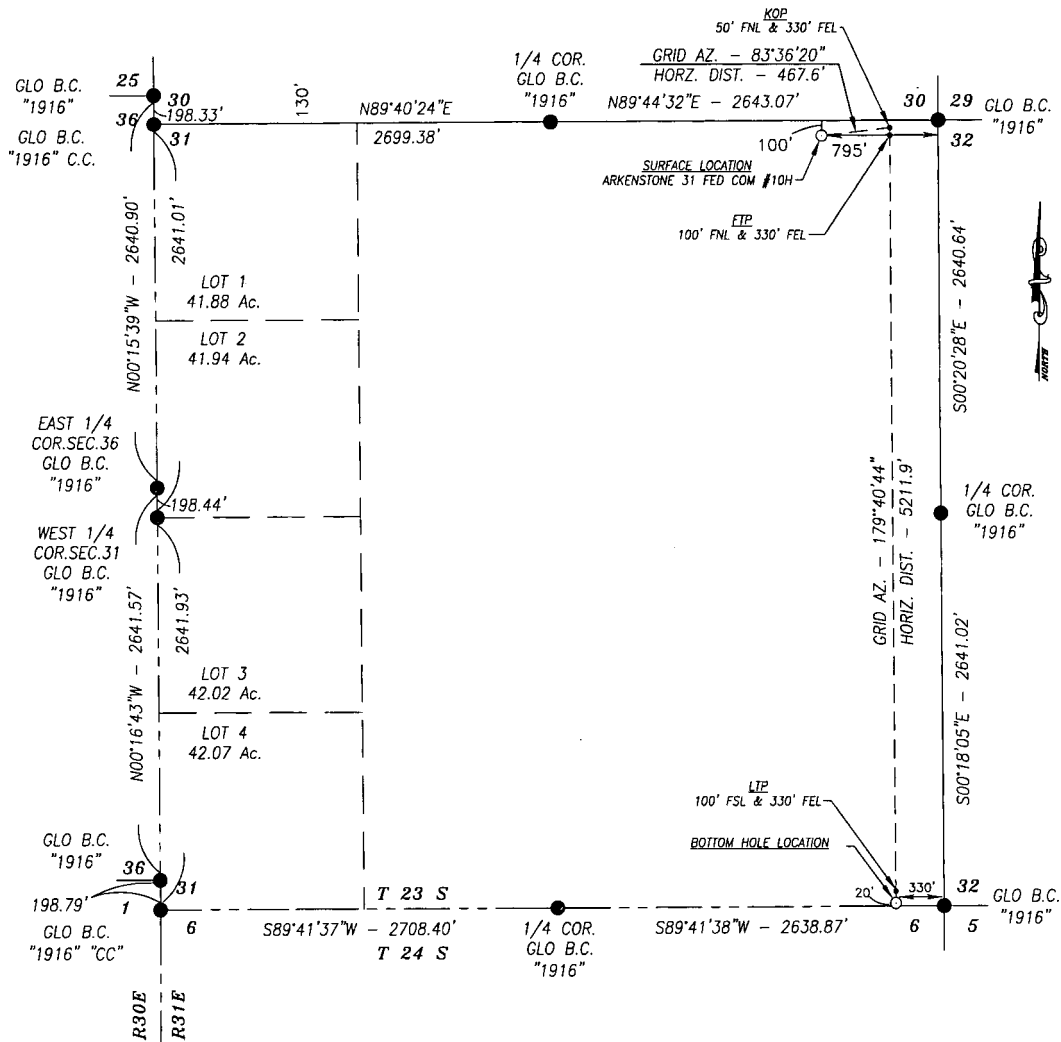 KOP
50' FNL & 330' FEL
GRID AZ. - 83°36'20"
HORZ. DIST. - 467.6'
1/4 COR.
GLO B.C.
"1916"
N89°44'32"E - 2643.07'
GLO B.C.
"1916"
25
30
198.33'
36
31
GLO B.C.
"1916" C.C.
130'
N89°40'24"E
2699.38'
30
29
32
GLO B.C.
"1916"
100'
795'
SURFACE LOCATION
ARKENSTONE 31 FED COM #10H
FTP
100' FNL & 330' FEL
N00°15'39"W - 2640.90'
2641.01'
S00°20'28"E - 2640.64'
NORTH
LOT 1
41.88 Ac.
LOT 2
41.94 Ac.
EAST 1/4
COR.SEC.36
GLO B.C.
"1916"
198.44'
WEST 1/4
COR.SEC.31
GLO B.C.
"1916"
1/4 COR.
GLO B.C.
"1916"
GRID AZ. - 179°40'44"
HORIZ. DIST. - 5211.9'
N00°16'43"W - 2641.57'
2641.93'
S00°18'05"E - 2641.02'
LOT 3
42.02 Ac.
LOT 4
42.07 Ac.
LTP
100' FSL & 330' FEL
BOTTOM HOLE LOCATION
GLO B.C.
"1916"
36
31
198.79'
1
6
GLO B.C.
"1916" "CC"
T 23 S
S89°41'37"W - 2708.40'
T 24 S
1/4 COR.
GLO B.C.
"1916"
S89°41'38"W - 2638.87'
20'
330'
32
6
5
GLO B.C.
"1916"
R30E
R31E